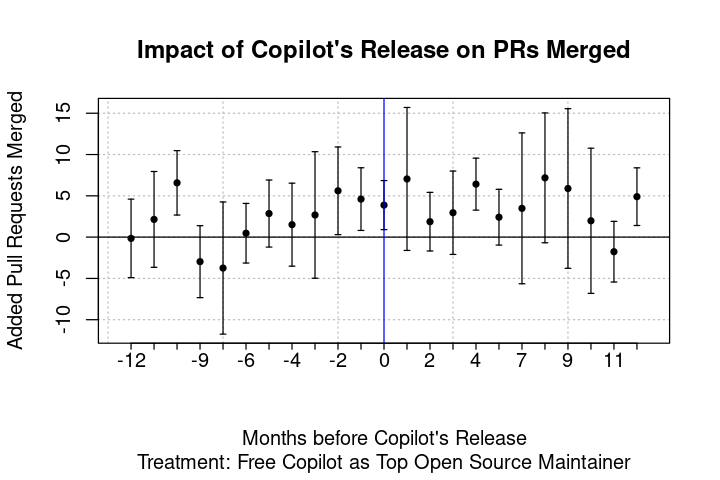 Impact of Copilot's Release on PRs Merged
Added Pull Requests Merged
15
10
5
0
-5
-10
-12 -9 -6 -4 -2 0 2 4 7 9 11
Months before Copilot's Release
Treatment: Free Copilot as Top Open Source Maintainer